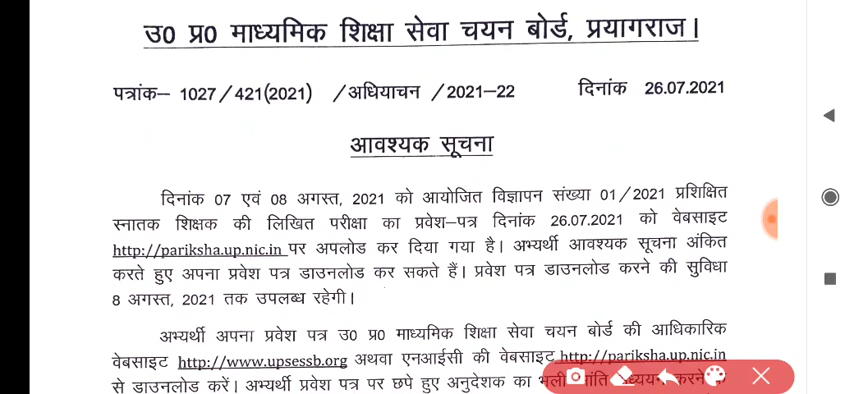 उ0 प्र0 माध्यमिक शिक्षा सेवा चयन बोर्ड, प्रयागराज।
पत्रांक– 1027/421(2021) /अधियाचन /2021–22 दिनांक 26.07.2021
आवश्यक सूचना
दिनांक 07 एवं 08 अगस्त, 2021 को आयोजित विज्ञापन संख्या 01/2021 प्रशिक्षित
स्नातक शिक्षक की लिखित परीक्षा का प्रवेश–पत्र दिनांक 26.07.2021 को वेबसाइट
http://pariksha.up.nic.in पर अपलोड कर दिया गया है। अभ्यर्थी आवश्यक सूचना अंकित
करते हुए अपना प्रवेश पत्र डाउनलोड कर सकते हैं। प्रवेश पत्र डाउनलोड करने की सुविधा
8 अगस्त, 2021 तक उपलब्ध रहेगी।
अभ्यर्थी अपना प्रवेश पत्र उ0 प्र0 माध्यमिक शिक्षा सेवा चयन बोर्ड की आधिकारिक
वेबसाइट http://www.upsessb.org अथवा एनआईसी की वेबसाइट http://pariksha.up.nic.in
से डाउनलोड करें। अभ्यर्थी प्रवेश पत्र पर छपे हुए अनुदेशक का